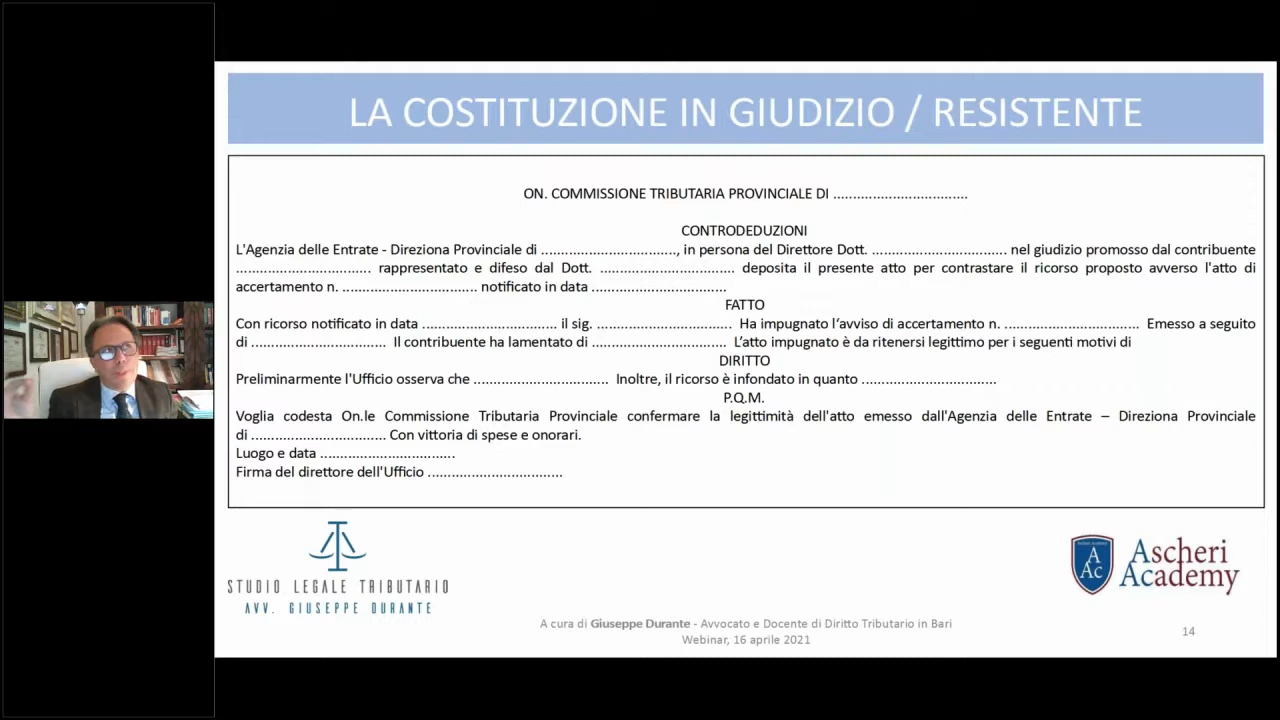 LA COSTITUZIONE IN GIUDIZIO / RESISTENTE
ON. COMMISSIONE TRIBUTARIA PROVINCIALE DI ..................................
CONTRODEDUZIONI
L'Agenzia delle Entrate - Direziona Provinciale di .................................., in persona del Direttore Dott. .................................. nel giudizio promosso dal contribuente
.................................. rappresentato e difeso dal Dott. .................................. deposita il presente atto per contrastare il ricorso proposto avverso l'atto di
accertamento n. .................................. notificato in data ..................................
FATTO
Con ricorso notificato in data .................................. il sig. .................................. Ha impugnato l'avviso di accertamento n. .................................. Emesso a seguito
di .................................. Il contribuente ha lamentato di .................................. L'atto impugnato è da ritenersi legittimo per i seguenti motivi di
DIRITTO
Preliminarmente l'Ufficio osserva che .................................. Inoltre, il ricorso è infondato in quanto ..................................
P.Q.M.
Voglia codesta On.le Commissione Tributaria Provinciale confermare la legittimità dell'atto emesso dall'Agenzia delle Entrate – Direziona Provinciale
di .................................. Con vittoria di spese e onorari.
Luogo e data ..................................
Firma del direttore dell'Ufficio ..................................
STUDIO LEGALE TRIBUTARIO
AVV. GIUSEPPE DURANTE
A Ac
Ascheri
Academy
A cura di Giuseppe Durante - Avvocato e Docente di Diritto Tributario in Bari
Webinar, 16 aprile 2021
14